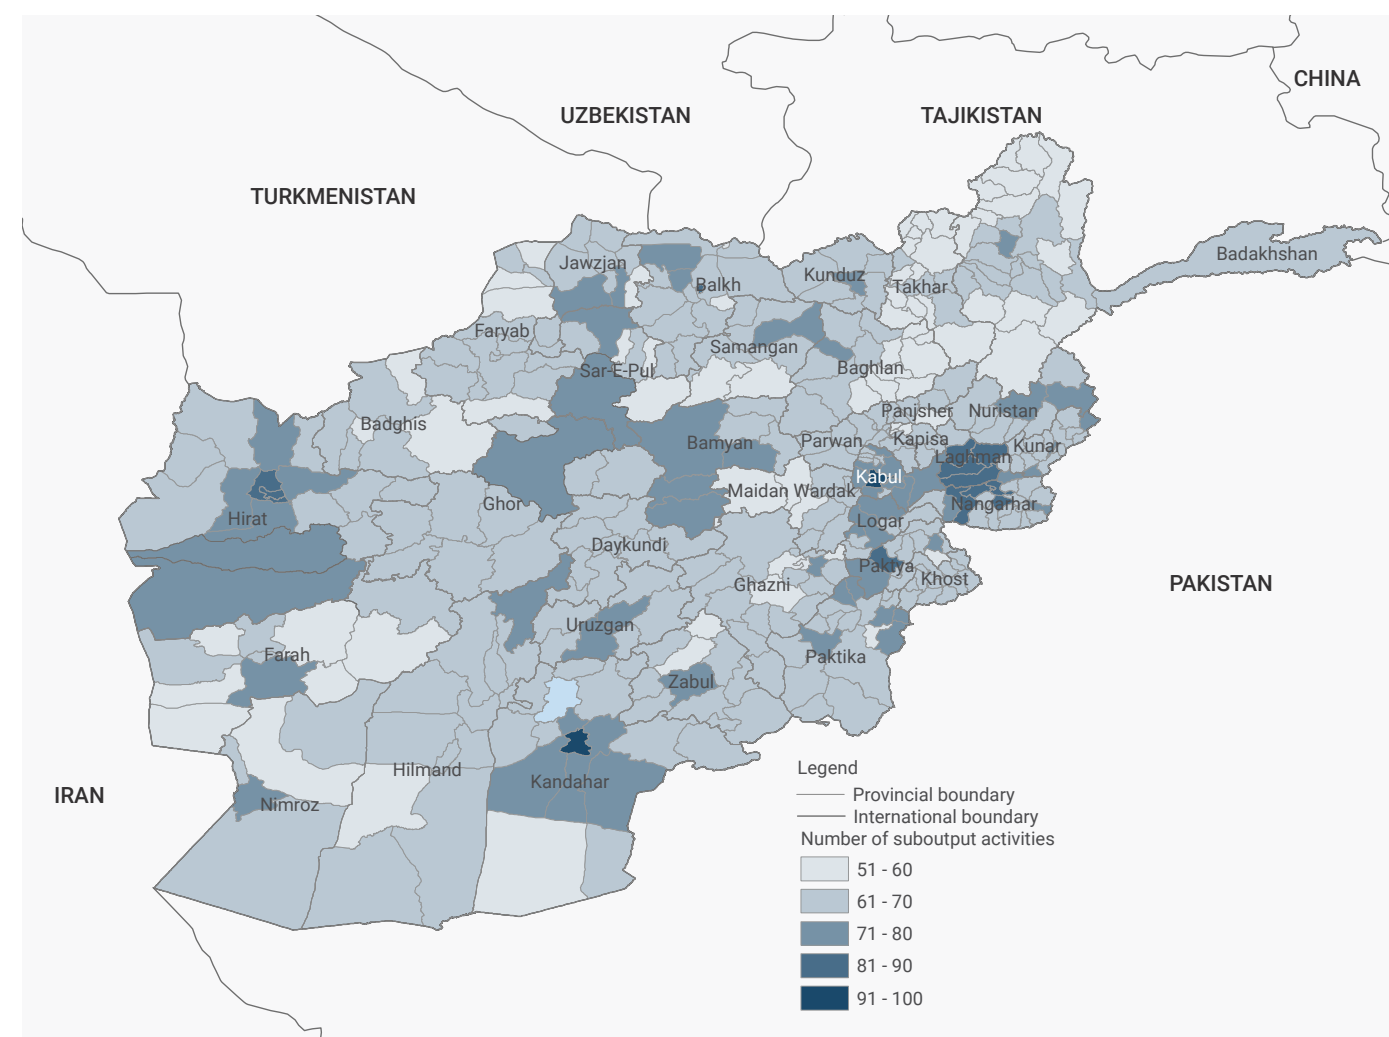 CHINA
UZBEKISTAN
TAJIKISTAN
TURKMENISTAN
Badakhshan
Jawzjan
Kunduz
Balkh
Takhar
Faryab
Samangan
Baghlan
Sar-E-Pul
Panjsher
Nuristan
Badghis
Bamyan
Parwan
Kapisa
Kunar
Laghman
Kabul
Maidan Wardak
Ghor
Nangarhar
Hirat
Logar
Daykundi
Paktya
Khost
Ghazni
PAKISTAN
Uruzgan
Farah
Paktika
Zabul
Hilmand
Kandahar
IRAN
Nimroz
Legend
Provincial boundary
International boundary
Number of suboutput activities
51 - 60
61 - 70
71 - 80
81 - 90
91 - 100